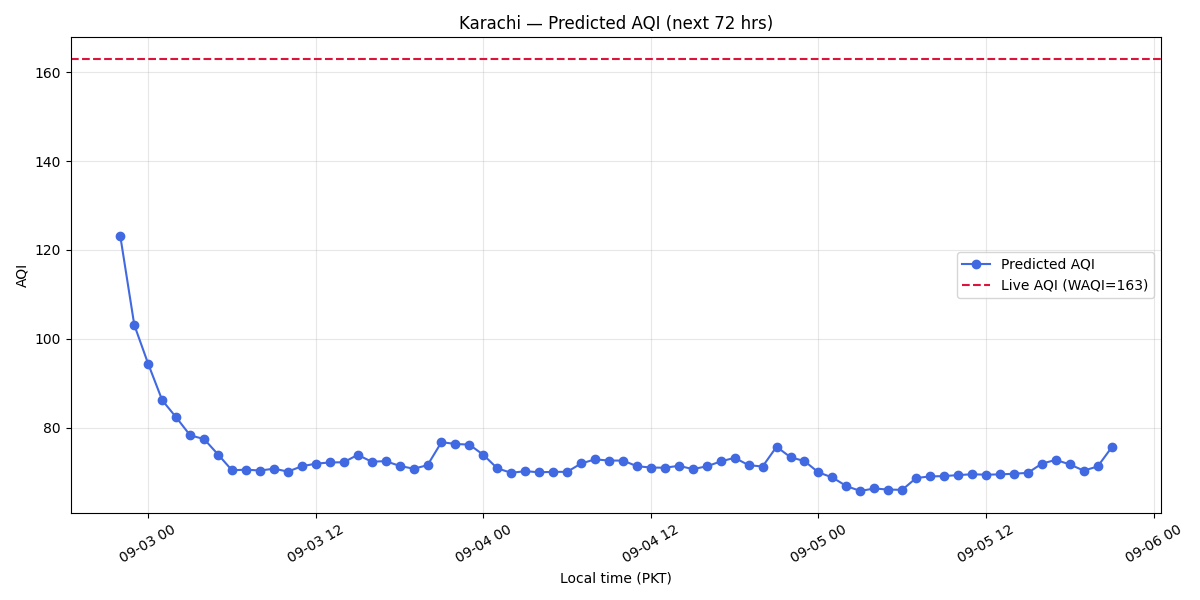 Karachi — Predicted AQI (next 72 hrs)
AQI
160
140
120
100
80
Predicted AQI
Live AQI (WAQI=163)
09-03 00
09-03 12
09-04 00
09-04 12
09-05 00
09-05 12
09-06 00
Local time (PKT)